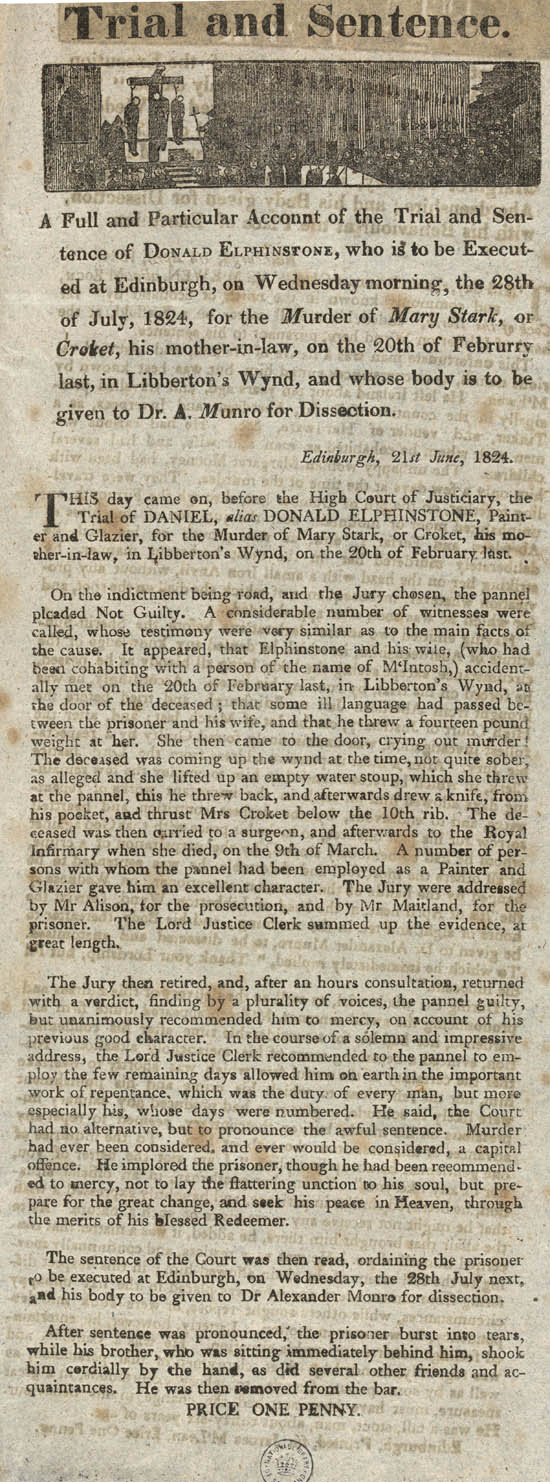 Trial and Sentence.
A Full and Particular Account of the Trial and Sen-
tence of DONALD ELPHINSTONE, who is to be Execut-
ed at Edinburgh, on Wednesday morning, the 28th
of July, 1824, for the Murder of Mary Stark, or
Croket, his mother-in-law, on the 20th of Februrry
last, in Libberton's Wynd, and whose body is to be
given to Dr. A. Munro for Dissection.
Edinburgh, 21st June, 1824.
THIS day came on, before the High Court of Justiciary, the
Trial of DANIEL, alias DONALD ELPHINSTONE, Paint-
er and Glazier, for the Murder of Mary Stark, or Croket, his mo-
ther-in-law, in Libberton's Wynd, on the 20th of February last.
On the indictment being road, and the Jury chosen, the pannel
pleaded Not Guilty. A considerable number of witnesses were
called, whose testimony were very similar as to the main facts of
the cause. It appeared, that Elphinstone and his wife, (who had
been cohabiting with a person of the name of M'Intosh,) accident-
ally met on the 20th of February last, in Libberton's Wynd, at
the door of the deceased; that some ill language had passed be-
tween the prisoner and his wife, and that he threw a fourteen pound
weight at her. She then came to the door, crying out murder!
The deceased was coming up the wynd at the time, not quite sober,
as alleged and she lifted up an empty water stoup, which she threw
at the pannel, this he threw back, and afterwards drew a knife, from
his pocket, and thrust Mrs Croket below the 10th rib. The de-
ceased was then carried to a surgeon, and afterwards to the Royal
Infirmary when she died, on the 9th of March. A number of per-
sons with whom the pannel had been employed as a Painter and
Glazier gave him an excellent character. The Jury were addressed
by Mr Alison, for the prosecution, and by Mr Maitland, for the
prisoner. The Lord Justice Clerk summed up the evidence, at
great length.
The Jury then retired, and, after an hours consultation, returned
with a verdict, finding by a plurality of voices, the pannel guilty,
but unanimously recommended him to mercy, on account of his
previous good character. In the course of a solemn and impressive
address, the Lord Justice Clerk recommended to the pannel to em-
ploy the few remaining days allowed him on earth in the important
work of repentance, which was the duty of every man, but more
especially his, whose days were numbered. He said, the Court
had no alternative, but to pronounce the awful sentence. Murder
had ever been considered, and ever would be considered, a capital
offence. He implored the prisoner, though he had been recommend-
ed to mercy, not to lay the flattering unction to his soul, but pre-
pare for the great change, and seek his peace in Heaven, through
the merits of his blessed Redeemer.
The sentence of the Court was then read, ordaining the prisoner
to be executed at Edinburgh, on Wednesday, the 28th July next,
and his body to be given to Dr Alexander Monro for dissection.
After sentence was pronounced, the prisoner burst into tears,
while his brother, who was sitting immediately behind him, shook
him cordially by the hand, as did several other friends and ac-
quaintances. He was then removed from the bar.
PRICE ONE PENNY.